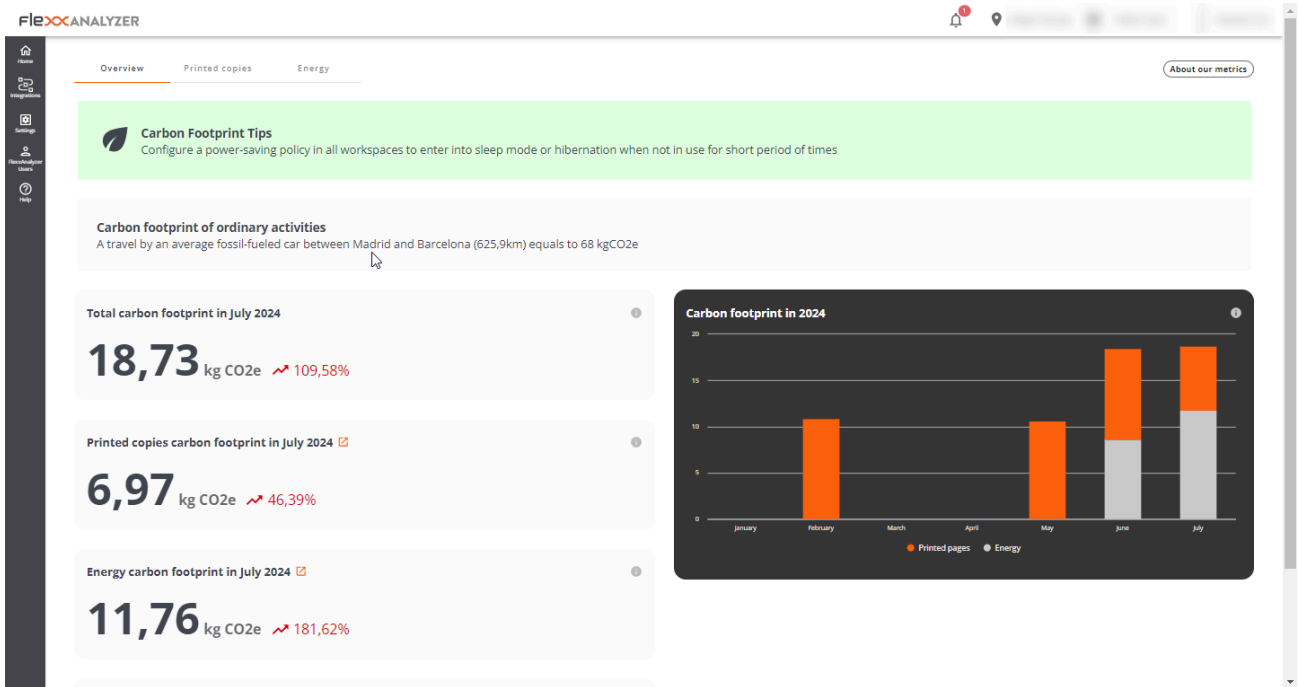 FlexxANALYZER
1
Home
Integrations
Settings
FlexxAnalyzer
Users
Help
Overview
Printed copies
Energy
About our metrics
Carbon Footprint Tips
Configure a power-saving policy in all workspaces to enter into sleep mode or hibernation when not in use for short period of times
Carbon footprint of ordinary activities
A travel by an average fossil-fueled car between Madrid and Barcelona (625,9km) equals to 68 kgCO2e
Total carbon footprint in July 2024
18,73 kg CO2e 109,58%
Printed copies carbon footprint in July 2024
6,97 kg CO2e 46,39%
Energy carbon footprint in July 2024
11,76 kg CO2e 181,62%
Carbon footprint in 2024
20
15
10
5
0
January February March April May June July
Printed pages Energy